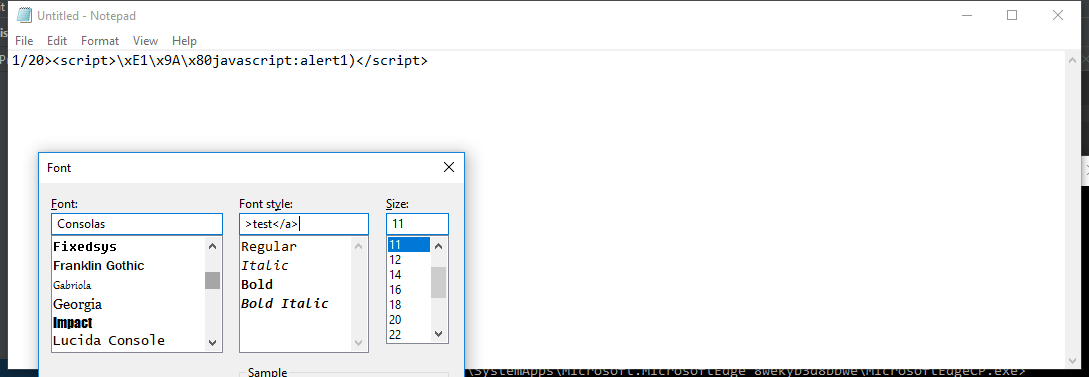 Untitled - Notepad
File Edit Format View Help
1/20><script>\xE1\x9A\x80javascript:alert1)</script>
Font
Font: Font style: Size:
Consolas >test</a> 11
Fixedsys Regular 11
Franklin Gothic Italic 12
Gabriola Bold 14
Georgia Bold Italic 16
Impact 18
Lucida Console 20
22
Sample
\SystemApps\Microsoft.MicrosoftEdge_8wekyb3d8bbwe\MicrosoftEdgeCP.exe>